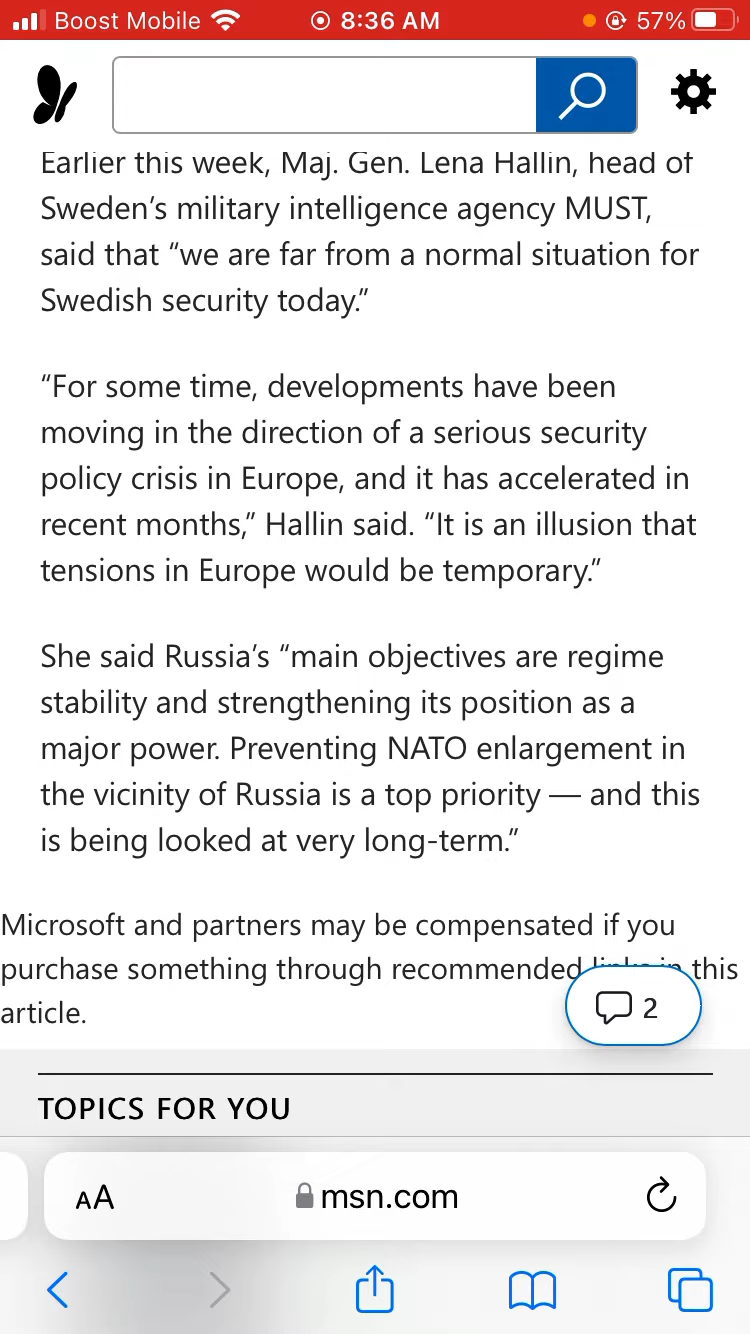 Boost Mobile 8:36 AM 57%
Earlier this week, Maj. Gen. Lena Hallin, head of
Sweden’s military intelligence agency MUST,
said that “we are far from a normal situation for
Swedish security today.”
“For some time, developments have been
moving in the direction of a serious security
policy crisis in Europe, and it has accelerated in
recent months,” Hallin said. “It is an illusion that
tensions in Europe would be temporary.”
She said Russia’s “main objectives are regime
stability and strengthening its position as a
major power. Preventing NATO enlargement in
the vicinity of Russia is a top priority — and this
is being looked at very long-term.”
Microsoft and partners may be compensated if you
purchase something through recommended links in this
article.
2
TOPICS FOR YOU
AA msn.com